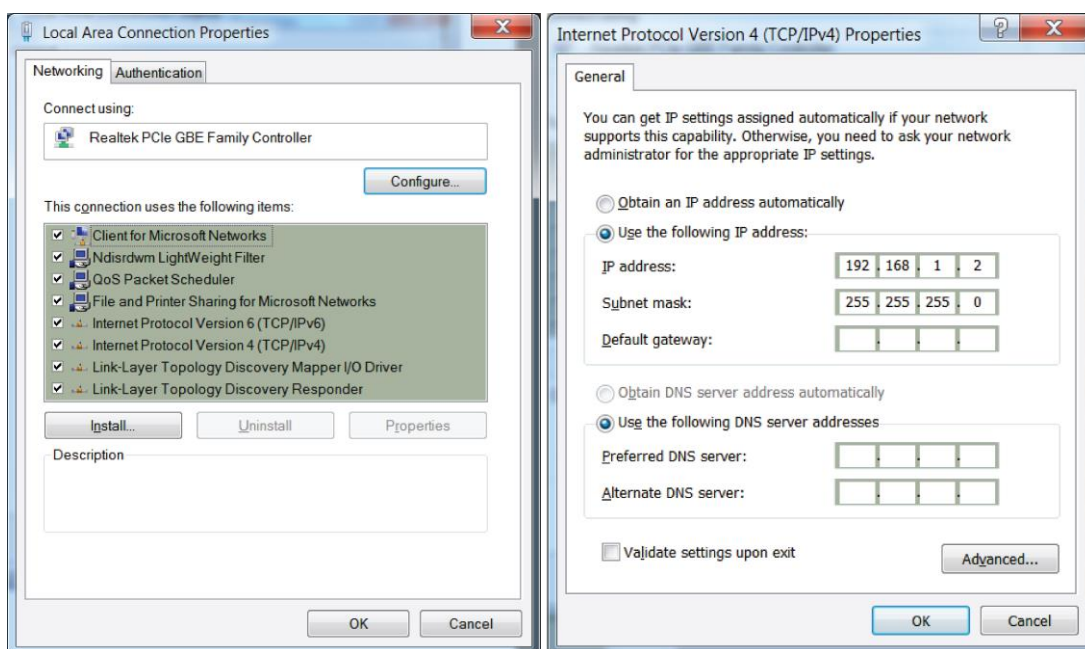 Local Area Connection Properties
Networking
Authentication
Connect using:
Realtek PCIe GBE Family Controller
Configure...
This connection uses the following items:
Client for Microsoft Networks
Ndisrdwm LightWeight Filter
QoS Packet Scheduler
File and Printer Sharing for Microsoft Networks
Internet Protocol Version 6 (TCP/IPv6)
Internet Protocol Version 4 (TCP/IPv4)
Link-Layer Topology Discovery Mapper I/O Driver
Link-Layer Topology Discovery Responder
Install...
Uninstall
Properties
Description
OK
Cancel
Internet Protocol Version 4 (TCP/IPv4) Properties
General
You can get IP settings assigned automatically if your network
supports this capability. Otherwise, you need to ask your network
administrator for the appropriate IP settings.
Obtain an IP address automatically
Use the following IP address:
IP address: 192 . 168 . 1 . 2
Subnet mask: 255 . 255 . 255 . 0
Default gateway: . . .
Obtain DNS server address automatically
Use the following DNS server addresses
Preferred DNS server: . . .
Alternate DNS server: . . .
Validate settings upon exit
Advanced...
OK
Cancel